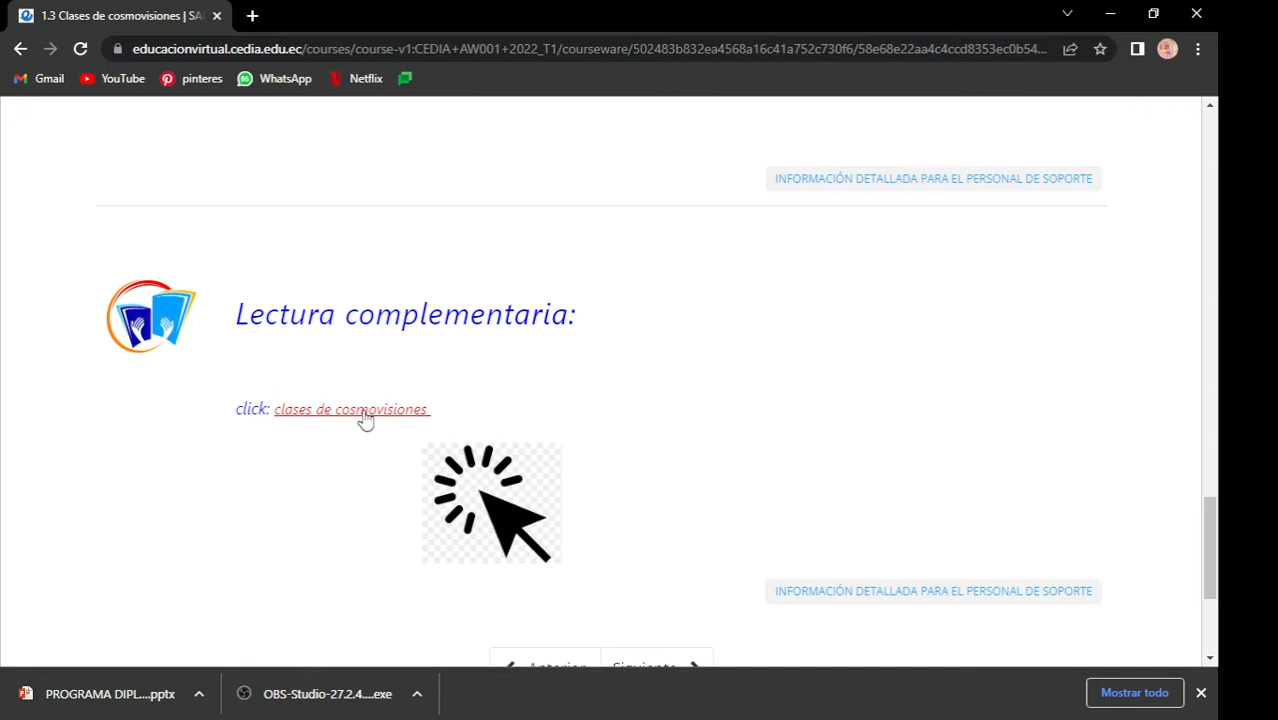 1.3 Clases de cosmovisiones | SA
educacionvirtual.cedia.edu.ec/courses/course-v1:CEDIA+AW001+2022_T1/courseware/502483b832ea4568a16c41a752c730f6/58e68e22aa4c4ccd8353ec0b54...
Gmail YouTube pinteres WhatsApp Netflix
INFORMACIÓN DETALLADA PARA EL PERSONAL DE SOPORTE
Lectura complementaria:
click: clases de cosmovisiones
INFORMACIÓN DETALLADA PARA EL PERSONAL DE SOPORTE
Anterior Siguiente
PROGRAMA DIPL....pptx OBS-Studio-27.2.4....exe Mostrar todo